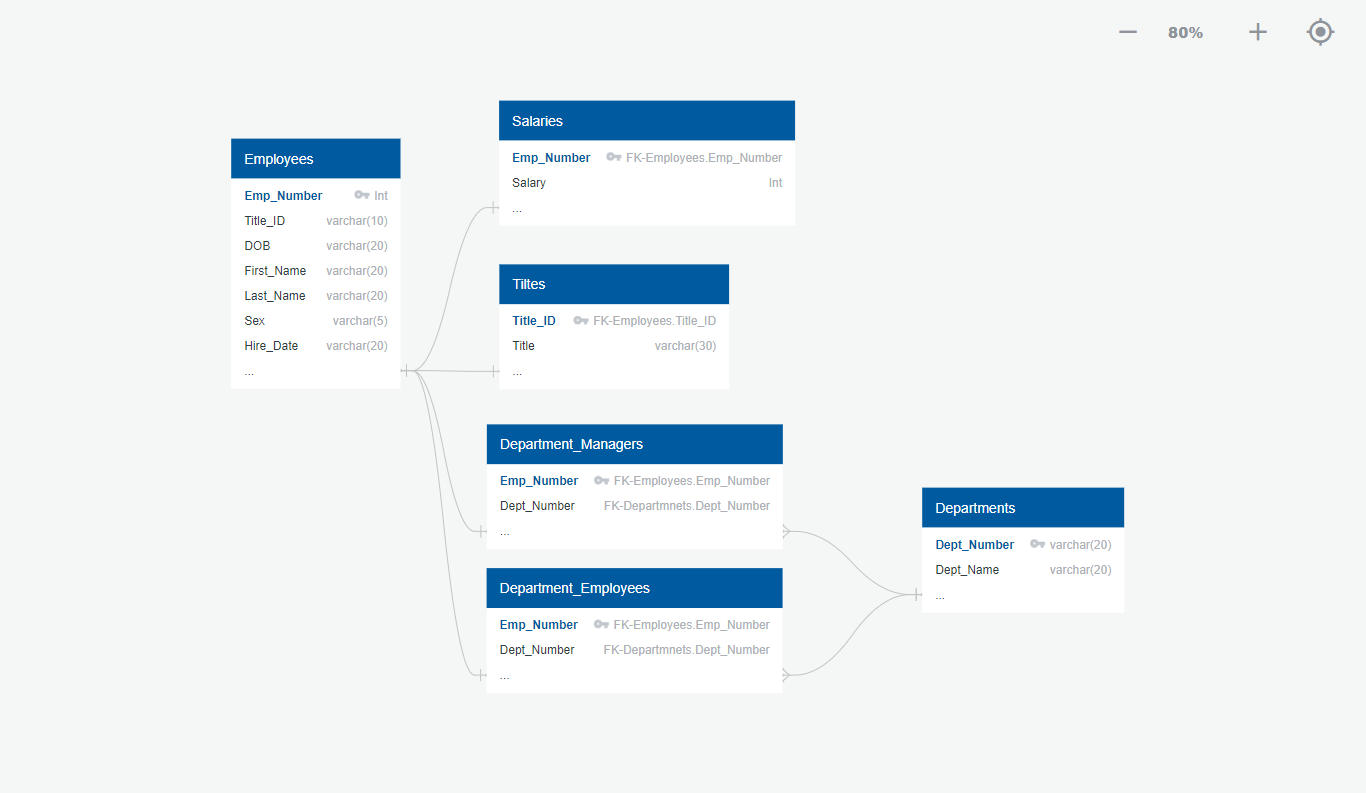 80%
Employees
Emp_Number Int
Title_ID varchar(10)
DOB varchar(20)
First_Name varchar(20)
Last_Name varchar(20)
Sex varchar(5)
Hire_Date varchar(20)
...
Salaries
Emp_Number FK-Employees.Emp_Number
Salary Int
...
Tiltes
Title_ID FK-Employees.Title_ID
Title varchar(30)
...
Department_Managers
Emp_Number FK-Employees.Emp_Number
Dept_Number FK-Departmnets.Dept_Number
...
Department_Employees
Emp_Number FK-Employees.Emp_Number
Dept_Number FK-Departmnets.Dept_Number
...
Departments
Dept_Number varchar(20)
Dept_Name varchar(20)
...